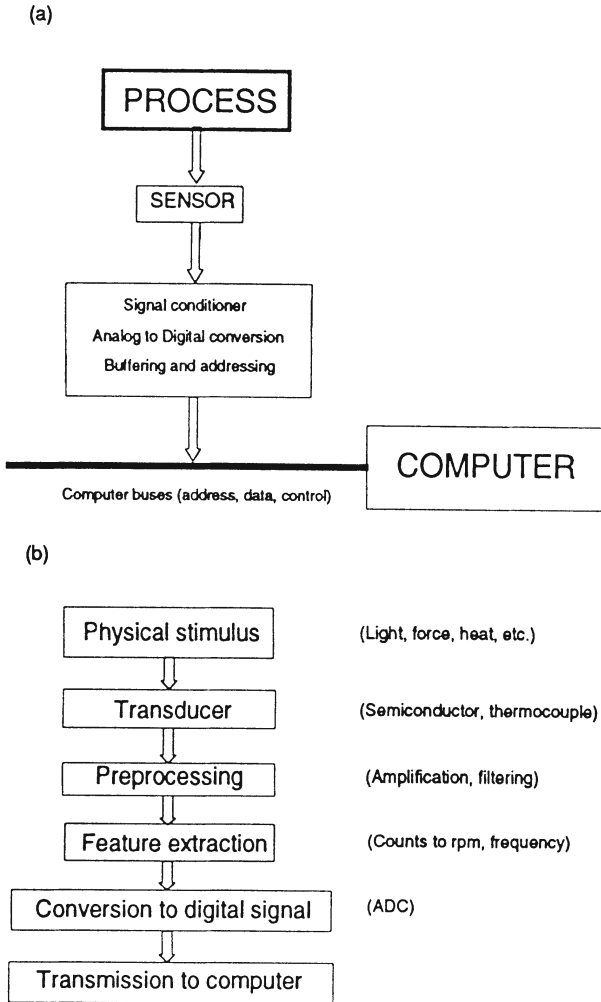 (a)
PROCESS
SENSOR
Signal conditioner
Analog to Digital conversion
Buffering and addressing
COMPUTER
Computer buses (address, data, control)
(b)
Physical stimulus (Light, force, heat, etc.)
Transducer (Semiconductor, thermocouple)
Preprocessing (Amplification, filtering)
Feature extraction (Counts to rpm, frequency)
Conversion to digital signal (ADC)
Transmission to computer